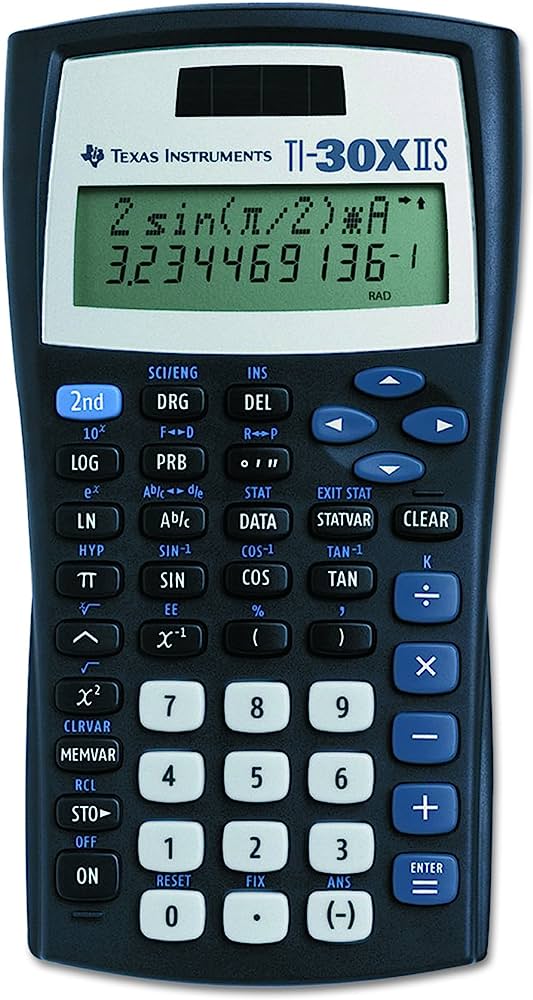 TEXAS INSTRUMENTS TI-30X IIS
2 sin(π/2)*A→↑
3.234469136⁻¹
RAD
SCI/ENG INS
2nd DRG DEL
10ˣ F◄►D R◄►P
LOG PRB ° ' "
eˣ Ab/c◄►d/e STAT EXIT STAT
LN Ab/c DATA STATVAR CLEAR
HYP SIN⁻¹ COS⁻¹ TAN⁻¹ K
π SIN COS TAN ÷
ˣ√ EE % ,
^ x⁻¹ ( ) ×
√
x² 7 8 9
CLRVAR
MEMVAR 4 5 6 −
RCL
STO► 1 2 3 +
OFF
ON
RESET FIX ANS ENTER
0 . (−) =